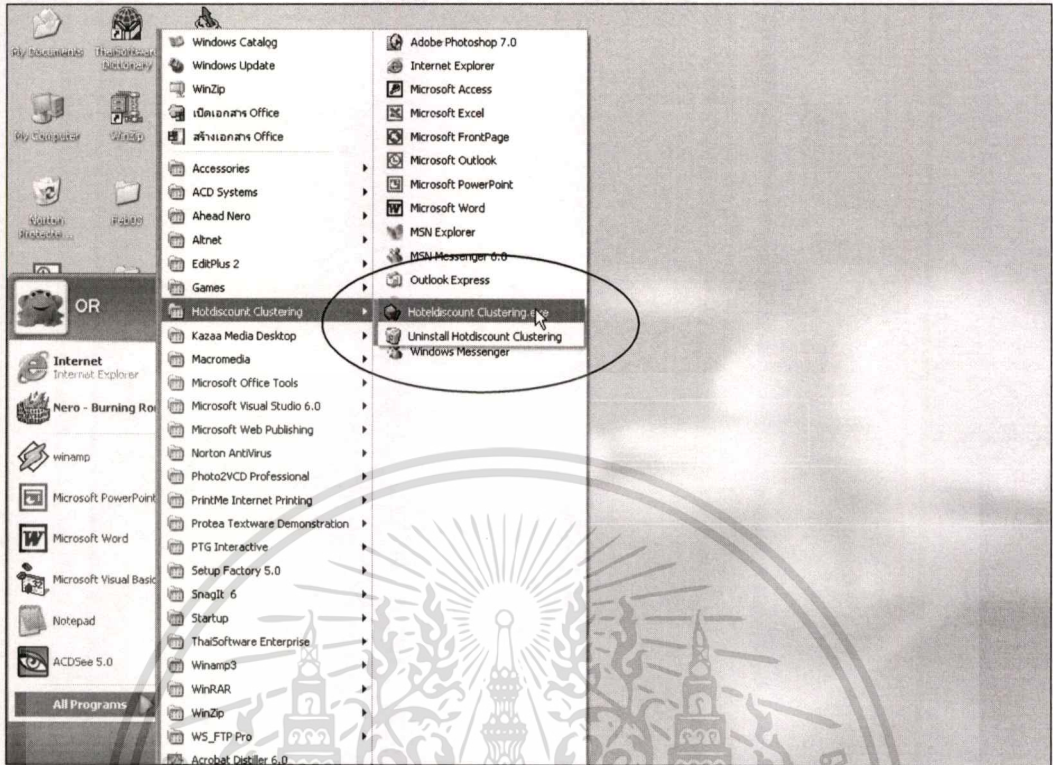 My Documents
ThaiSoftware
Dictionary
My Computer
WinZip
Norton
Protecte...
OR
Internet
Internet Explorer
Nero - Burning Ro
winamp
Microsoft PowerPoint
Microsoft Word
Microsoft Visual Basic
Notepad
ACDSee 5.0
All Programs
Windows Catalog
Windows Update
WinZip
เปิดเอกสาร Office
สร้างเอกสาร Office
Accessories
ACD Systems
Ahead Nero
Altnet
EditPlus 2
Games
Hotdiscount Clustering
Kazaa Media Desktop
Macromedia
Microsoft Office Tools
Microsoft Visual Studio 6.0
Microsoft Web Publishing
Norton AntiVirus
Photo2VCD Professional
PrintMe Internet Printing
Protea Textware Demonstration
PTG Interactive
Setup Factory 5.0
SnagIt 6
Startup
ThaiSoftware Enterprise
Winamp3
WinRAR
WinZip
WS_FTP Pro
Acrobat Distiller 6.0
Adobe Photoshop 7.0
Internet Explorer
Microsoft Access
Microsoft Excel
Microsoft FrontPage
Microsoft Outlook
Microsoft PowerPoint
Microsoft Word
MSN Explorer
MSN Messenger 6.0
Outlook Express
Hoteldiscount Clustering.exe
Uninstall Hotdiscount Clustering
Windows Messenger